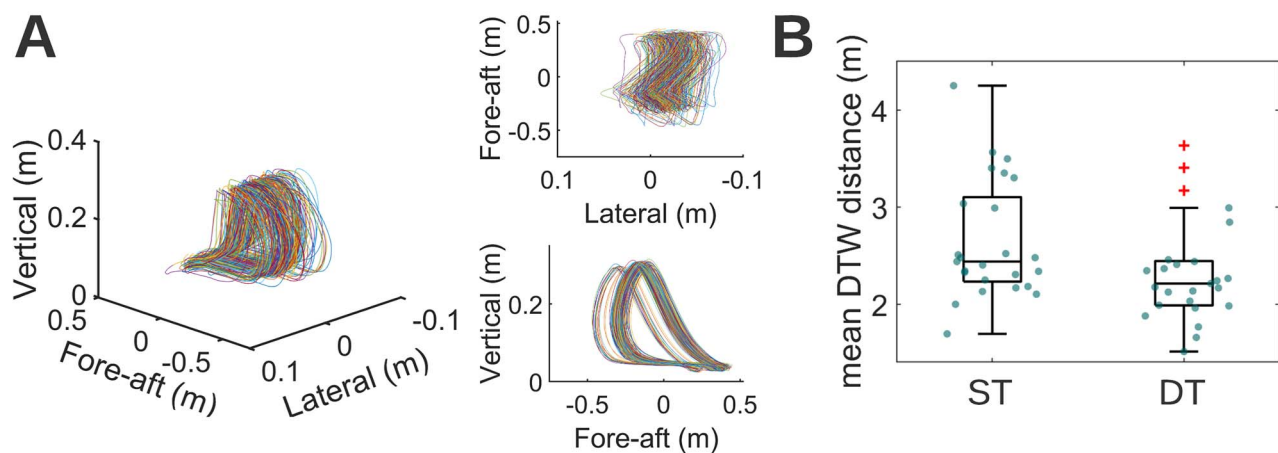 A
Vertical (m)
0.4
0.2
0
0.5
0
-0.5
Fore-aft (m)
0.1
0
-0.1
Lateral (m)
Fore-aft (m)
0.5
0
-0.5
0.1
0
-0.1
Lateral (m)
Vertical (m)
0.2
0
-0.5
0
0.5
Fore-aft (m)
B
mean DTW distance (m)
4
3
2
ST
DT